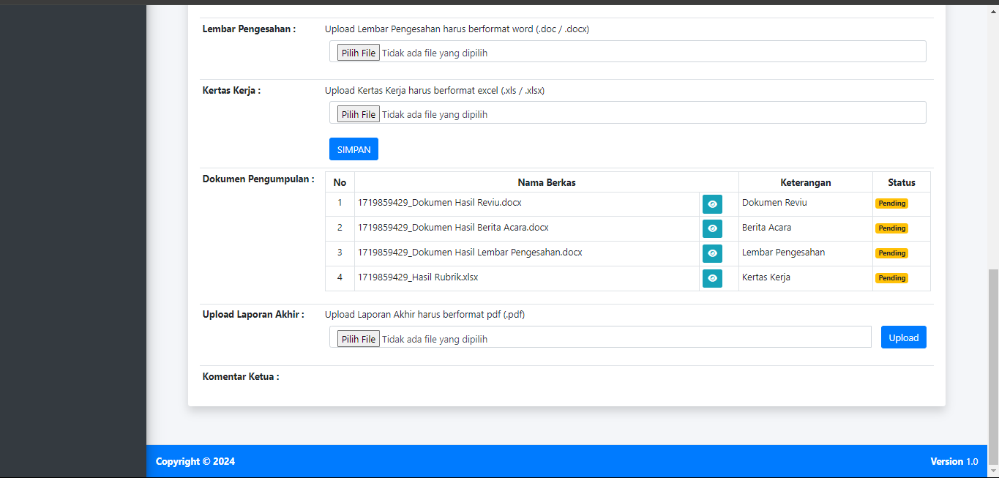 Lembar Pengesahan : Upload Lembar Pengesahan harus berformat word (.doc / .docx)
Pilih File Tidak ada file yang dipilih
Kertas Kerja : Upload Kertas Kerja harus berformat excel (.xls / .xlsx)
Pilih File Tidak ada file yang dipilih
SIMPAN
Dokumen Pengumpulan : No Nama Berkas Keterangan Status
1 1719859429_Dokumen Hasil Reviu.docx Dokumen Reviu Pending
2 1719859429_Dokumen Hasil Berita Acara.docx Berita Acara Pending
3 1719859429_Dokumen Hasil Lembar Pengesahan.docx Lembar Pengesahan Pending
4 1719859429_Hasil Rubrik.xlsx Kertas Kerja Pending
Upload Laporan Akhir : Upload Laporan Akhir harus berformat pdf (.pdf)
Pilih File Tidak ada file yang dipilih Upload
Komentar Ketua :
Copyright © 2024 Version 1.0